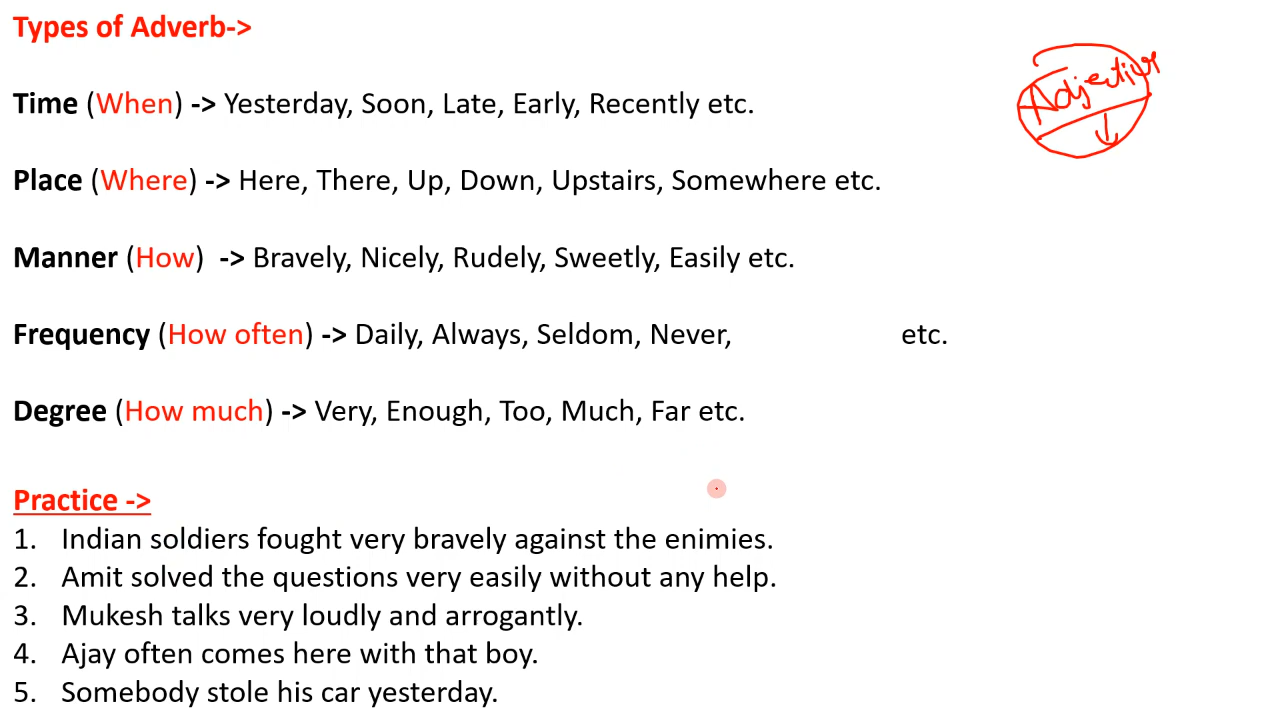 Types of Adverb->
Adjective
Time (When) -> Yesterday, Soon, Late, Early, Recently etc.
Place (Where) -> Here, There, Up, Down, Upstairs, Somewhere etc.
Manner (How) -> Bravely, Nicely, Rudely, Sweetly, Easily etc.
Frequency (How often) -> Daily, Always, Seldom, Never, etc.
Degree (How much) -> Very, Enough, Too, Much, Far etc.
Practice ->
1. Indian soldiers fought very bravely against the enimies.
2. Amit solved the questions very easily without any help.
3. Mukesh talks very loudly and arrogantly.
4. Ajay often comes here with that boy.
5. Somebody stole his car yesterday.